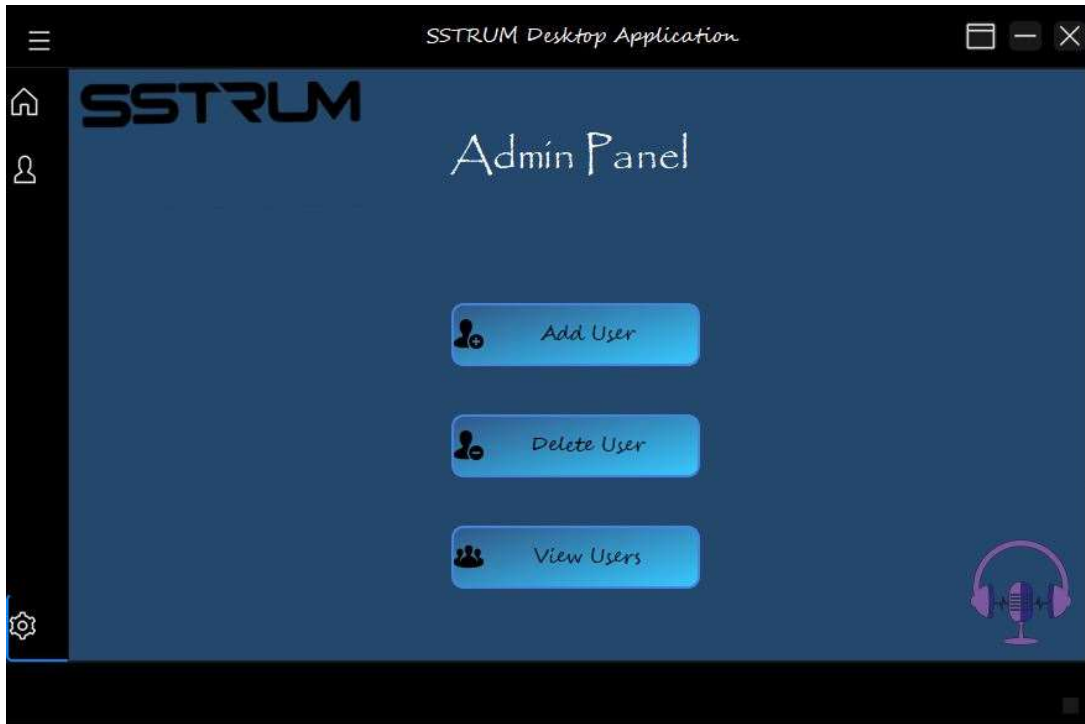 SSTRUM Desktop Application
SSTRUM
Admin Panel
Add User
Delete User
View Users